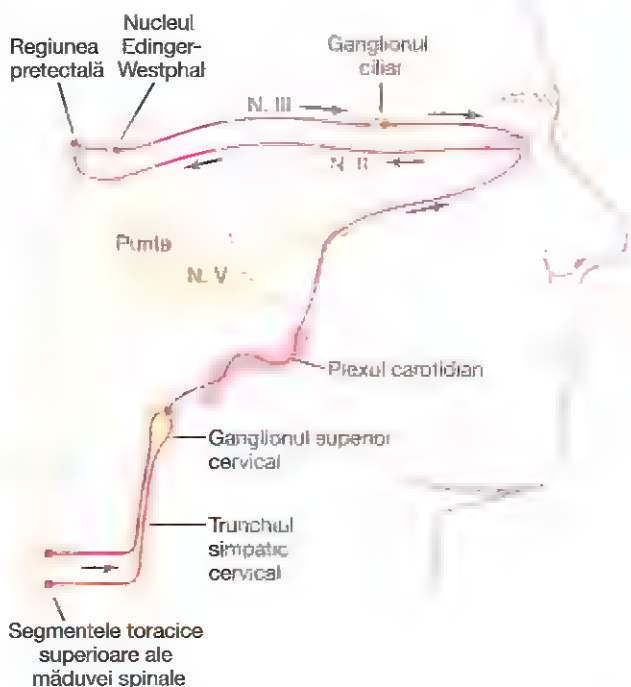 Regiunea
pretectală
Nucleul
Edinger-
Westphal
Ganglionul
ciliar
N. III
N. II
Punte
N. V
Plexul carotidian
Ganglionul superior
cervical
Trunchiul
simpatic
cervical
Segmentele toracice
superioare ale
măduvei spinale